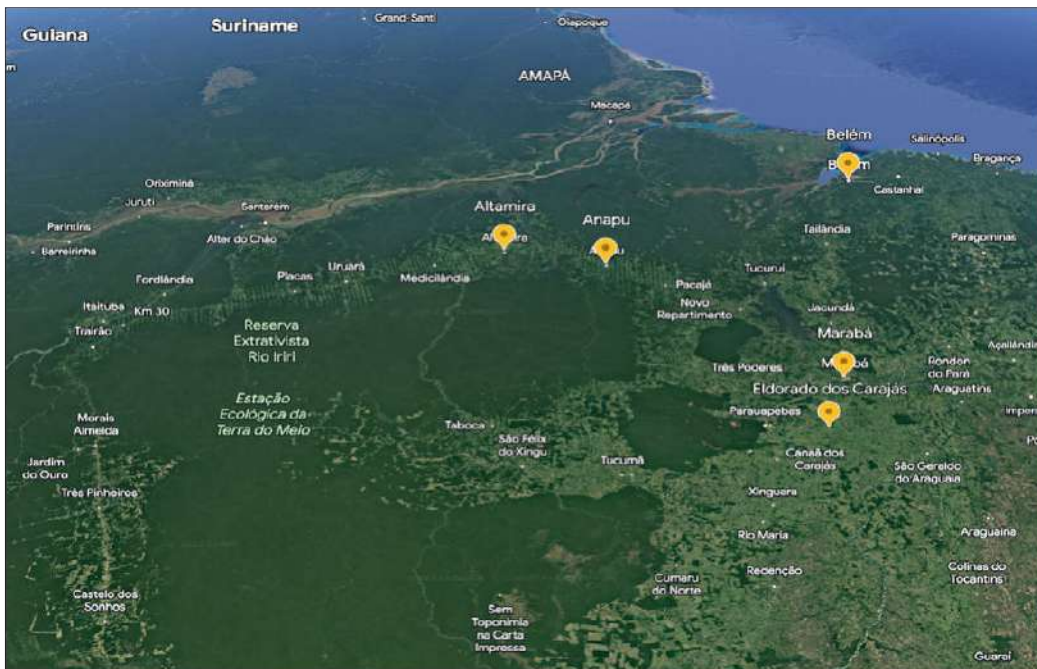 Guiana
Suriname
Grand-Santi
Oiapoque
m
AMAPÁ
Macapá
Belém
Salinópolis
Bragança
Castanhal
Oriximiná
Juruti
Santarém
Parintins
Barreirinha
Alter do Chão
Altamira
Anapu
Tailândia
Paragominas
Fordlândia
Placas
Uruará
Medicilândia
Pacajá
Tucuruí
Itaituba
Km 30
Trairão
Novo
Repartimento
Jacundá
Reserva
Extrativista
Rio Iriri
Marabá
Açailândia
Três Poderes
Rondon
do Pará
Eldorado dos Carajás
Araguatins
Estação
Ecológica da
Terra do Meio
Parauapebas
Imper
Morais
Almeida
Taboca
São Félix
do Xingu
Tucumã
Canaã dos
Carajás
São Geraldo
do Araguaia
Jardim
do Ouro
Três Pinheiros
Xinguara
Rio Maria
Araguaína
Redenção
Colinas do
Tocantins
Castelo dos
Sonhos
Cumaru
do Norte
Sem
Toponímia
na Carta
Impressa
Guaraí